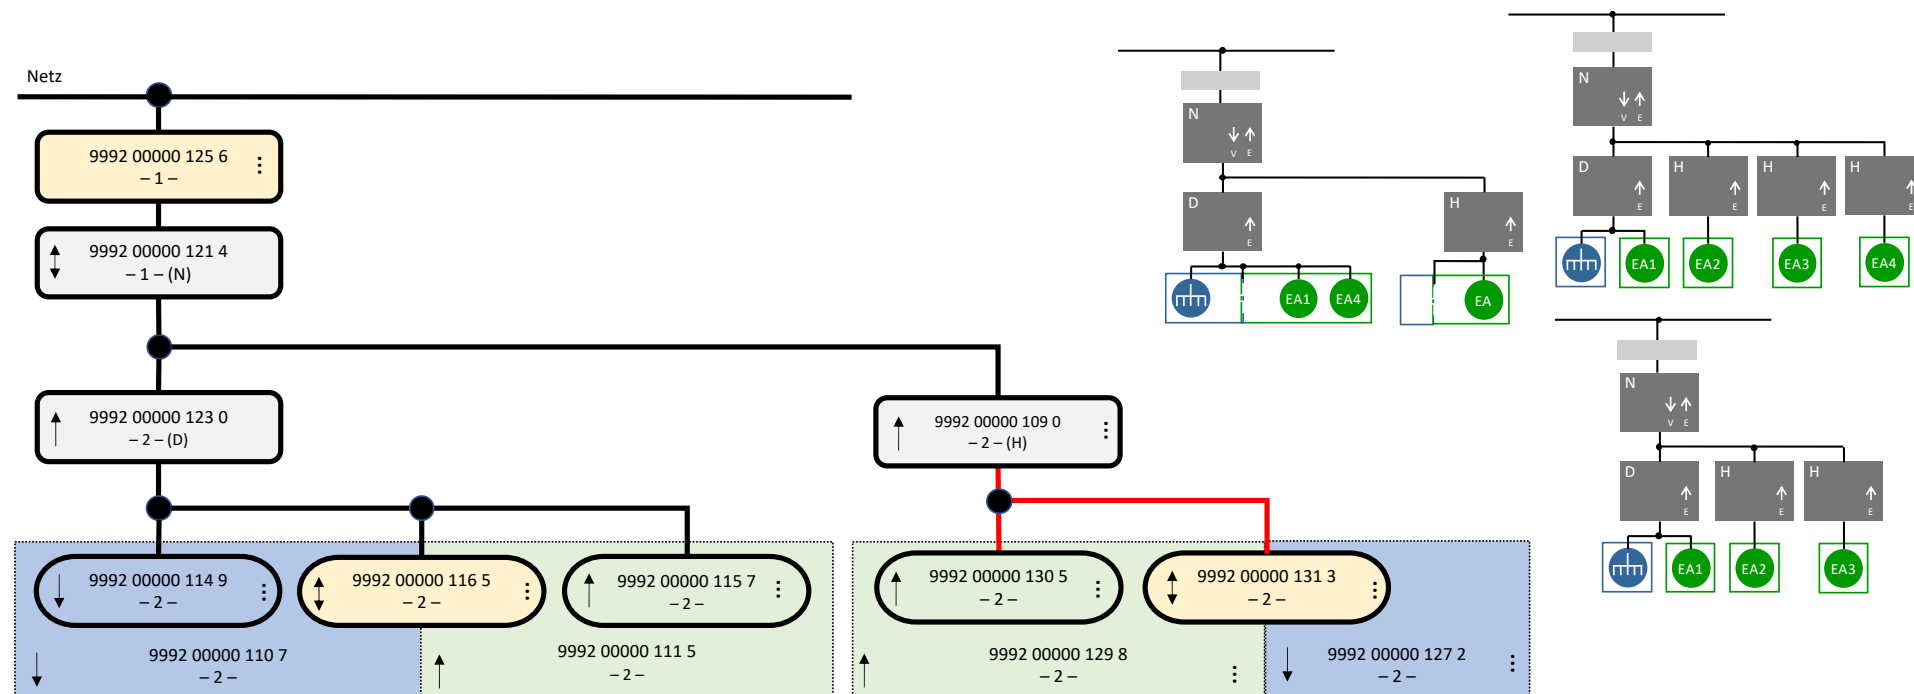 Netz
9992 00000 125 6
– 1 –
9992 00000 121 4
– 1 – (N)
9992 00000 123 0
– 2 – (D)
9992 00000 109 0
– 2 – (H)
9992 00000 114 9
– 2 –
9992 00000 116 5
– 2 –
9992 00000 115 7
– 2 –
9992 00000 130 5
– 2 –
9992 00000 131 3
– 2 –
9992 00000 110 7
– 2 –
9992 00000 111 5
– 2 –
9992 00000 129 8
– 2 –
9992 00000 127 2
– 2 –
N
V E
D
E
H
E
EA1
EA4
EA
N
V E
D
E
H
E
H
E
H
E
EA1
EA2
EA3
EA4
N
V E
D
E
H
E
H
E
EA1
EA2
EA3